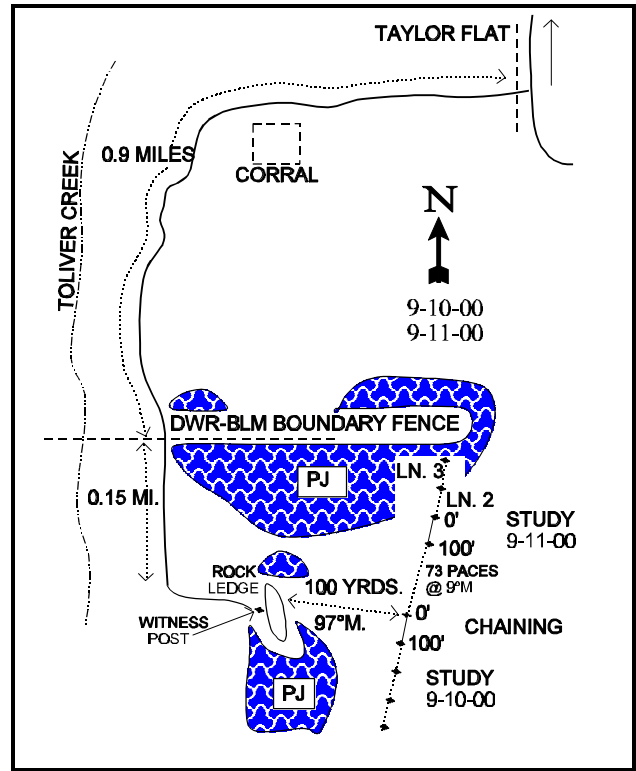 TAYLOR FLAT
0.9 MILES
CORRAL
TOLIVER CREEK
N
9-10-00
9-11-00
DWR-BLM BOUNDARY FENCE
PJ
LN. 3
0.15 MI.
LN. 2
0'
STUDY
9-11-00
100'
ROCK
LEDGE
100 YRDS.
73 PACES
@ 9°M
0'
WITNESS
POST
97°M.
CHAINING
100'
STUDY
9-10-00
PJ